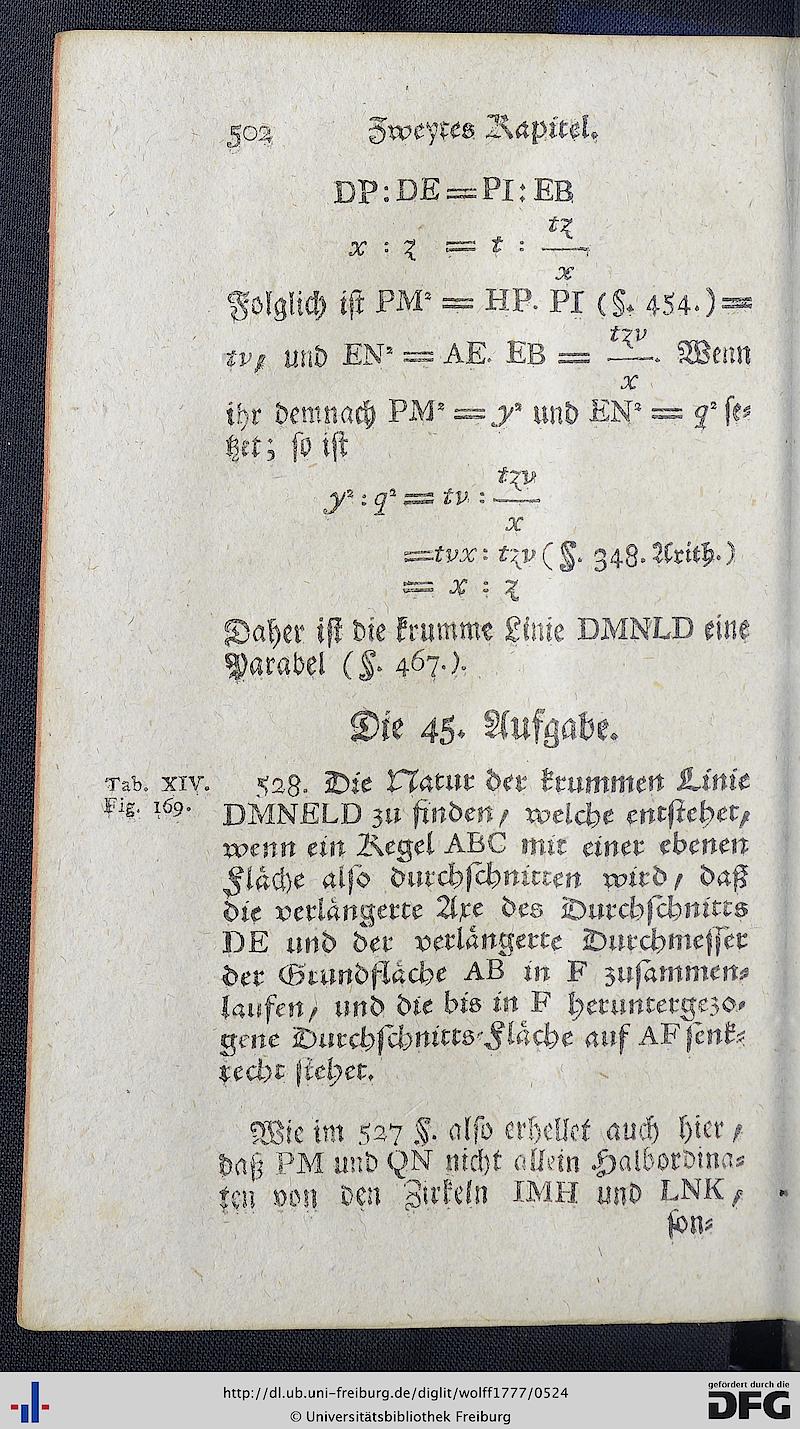 502 Zweytes Kapitel.
DP : DE = PI : EB
x : z = t : tz/x
Folglich ist PM² = HP. PI (§. 454.) =
tv, und EN² = AE. EB = tzv/x. Wenn
ihr demnach PM² = y² und EN² = q² se⸗
tzet; so ist
y² : q² = tv : tzv/x
= tvx : tzv (§. 348. Arith.)
= x : z
Daher ist die krumme Linie DMNLD eine
Parabel (§. 467.).
Die 45. Aufgabe.
Tab. XIV.
Fig. 169.
528. Die Natur der krummen Linie
DMNELD zu finden, welche entstehet,
wenn ein Kegel ABC mit einer ebenen
Fläche also durchschnitten wird, daß
die verlängerte Axe des Durchschnitts
DE und der verlängerte Durchmesser
der Grundfläche AB in F zusammen⸗
laufen, und die bis in F heruntergezo⸗
gene Durchschnitts⸗Fläche auf AF senk⸗
recht stehet.
Wie im 527 §. also erhellet auch hier,
daß PM und QN nicht allein Halbordina⸗
ten von den Zirkeln IMH und LNK,
son⸗
http://dl.ub.uni-freiburg.de/diglit/wolff1777/0524
© Universitätsbibliothek Freiburg
gefördert durch die
DFG